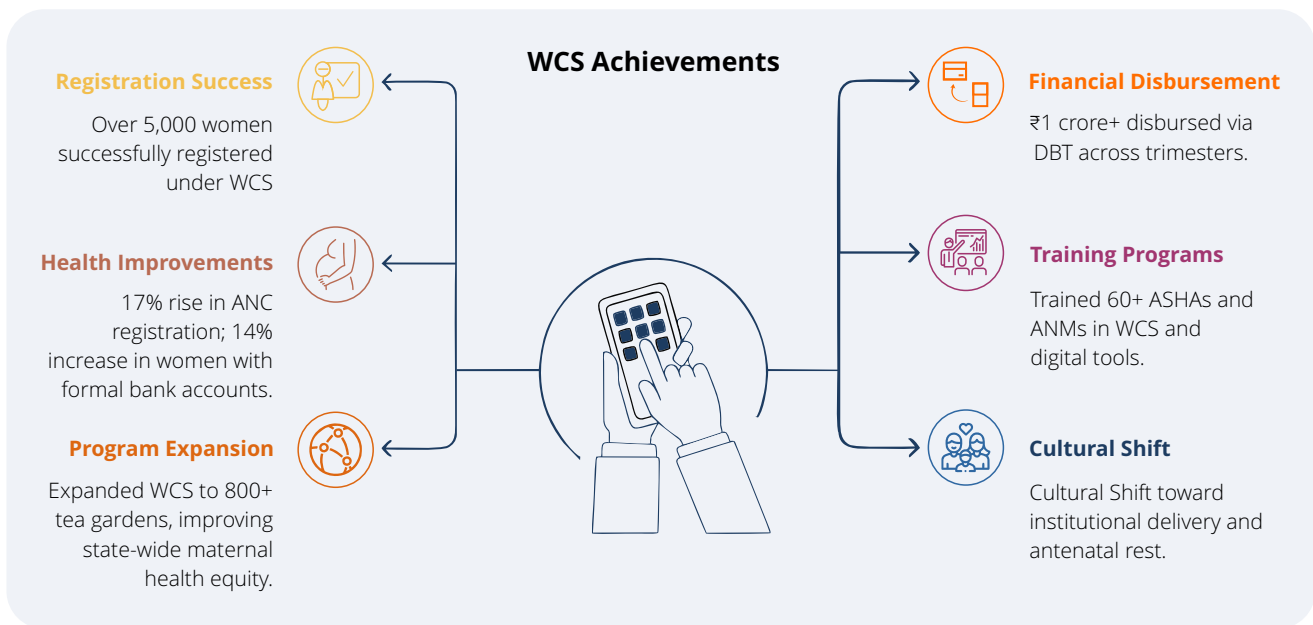 WCS Achievements
Registration Success
Over 5,000 women
successfully registered
under WCS
Health Improvements
17% rise in ANC
registration; 14%
increase in women with
formal bank accounts.
Program Expansion
Expanded WCS to 800+
tea gardens, improving
state-wide maternal
health equity.
Financial Disbursement
₹1 crore+ disbursed via
DBT across trimesters.
Training Programs
Trained 60+ ASHAs and
ANMs in WCS and
digital tools.
Cultural Shift
Cultural Shift toward
institutional delivery and
antenatal rest.